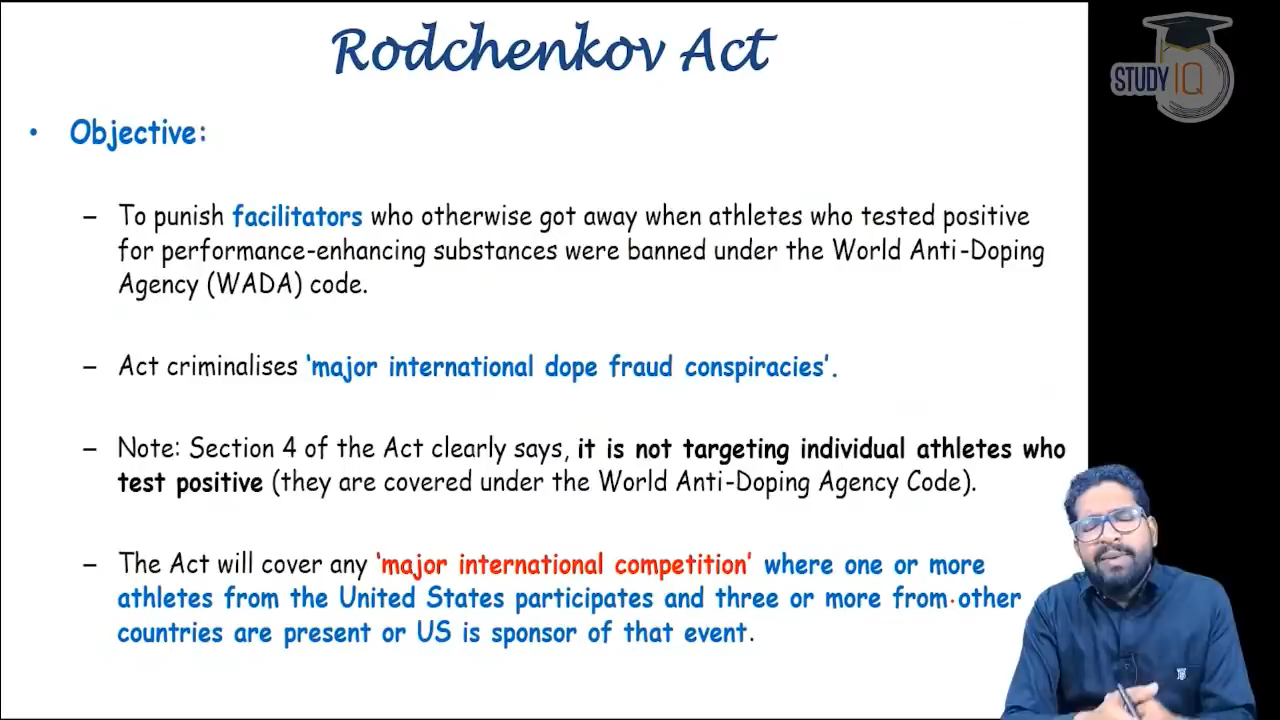 Rodchenkov Act
STUDY IQ
• Objective:
– To punish facilitators who otherwise got away when athletes who tested positive
for performance-enhancing substances were banned under the World Anti-Doping
Agency (WADA) code.
– Act criminalises ‘major international dope fraud conspiracies’.
– Note: Section 4 of the Act clearly says, it is not targeting individual athletes who
test positive (they are covered under the World Anti-Doping Agency Code).
– The Act will cover any ‘major international competition’ where one or more
athletes from the United States participates and three or more from other
countries are present or US is sponsor of that event.